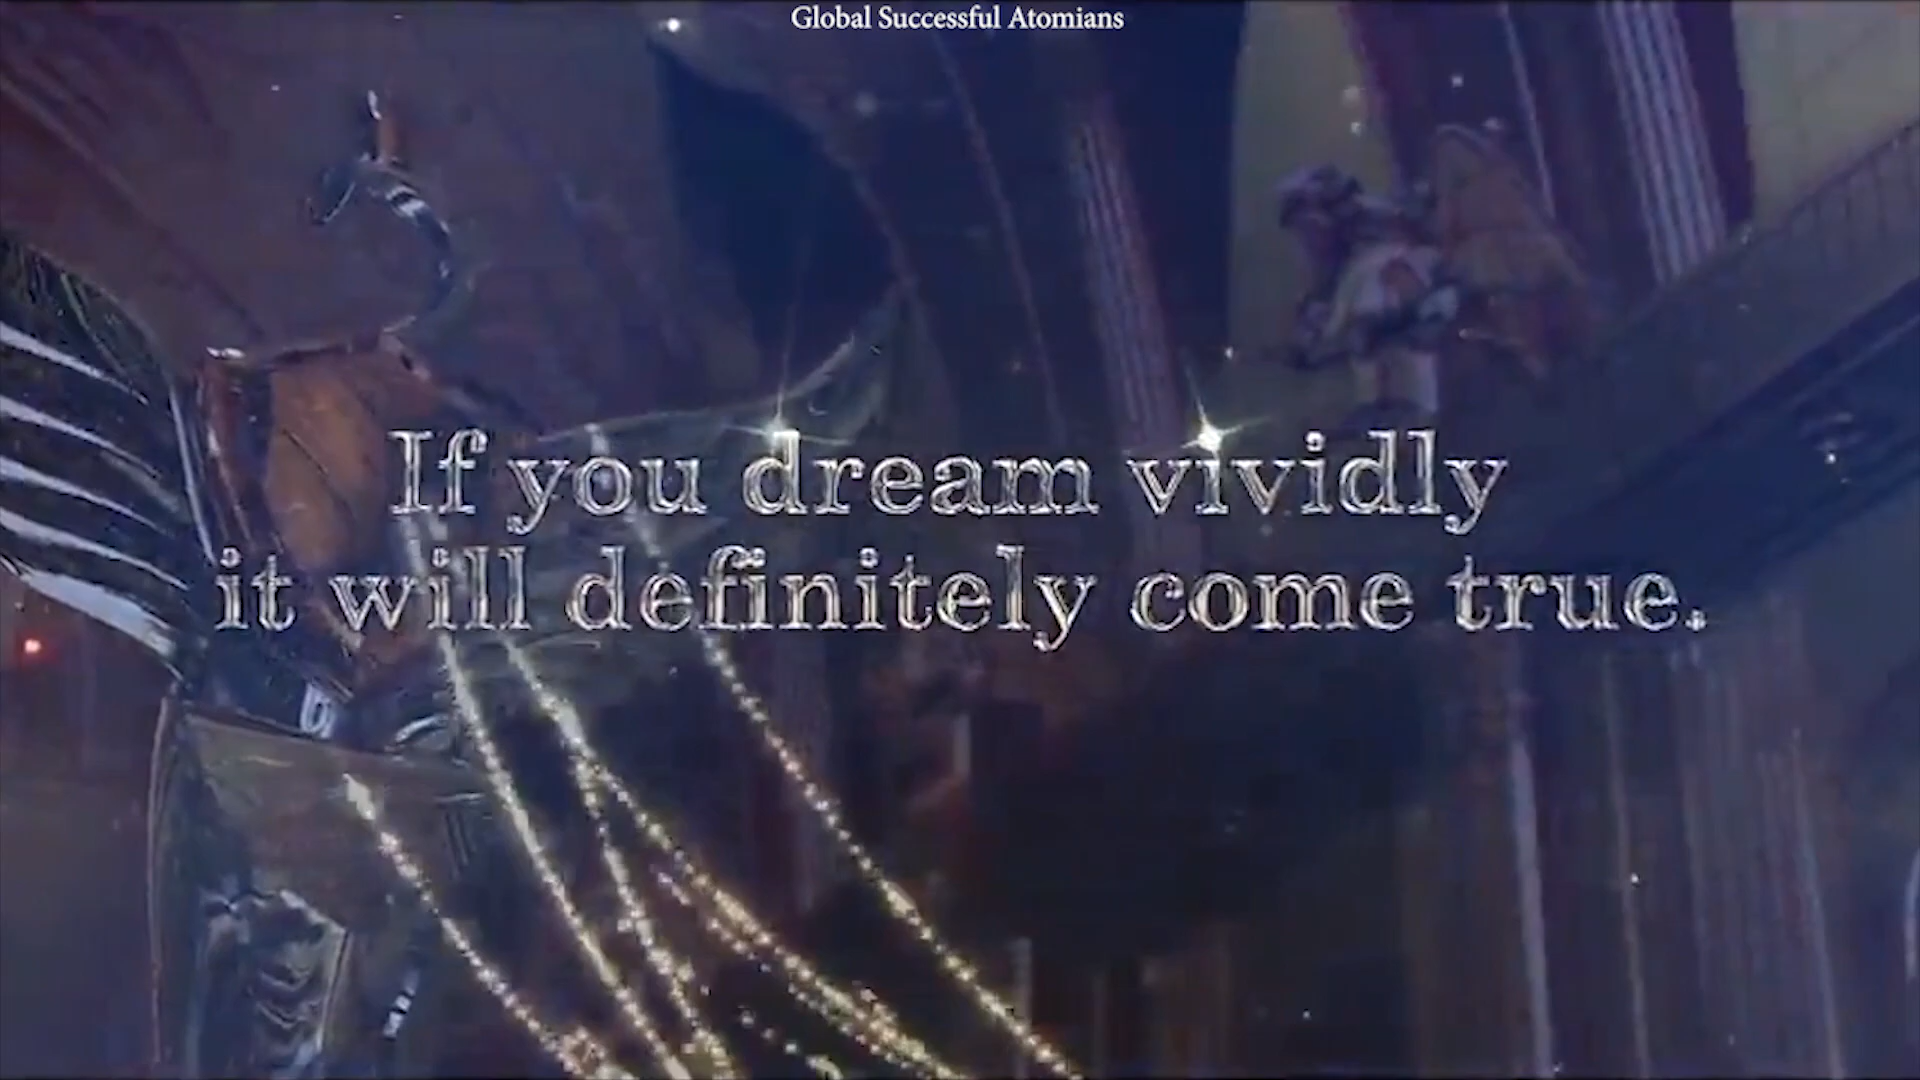 Global Successful Atomians
If you dream vividly
it will definitely come true.